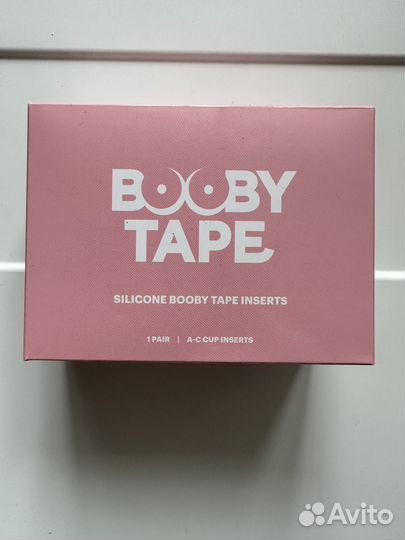 BOOBY
TAPE
SILICONE BOOBY TAPE INSERTS
1 PAIR | A-C CUP INSERTS
Avito